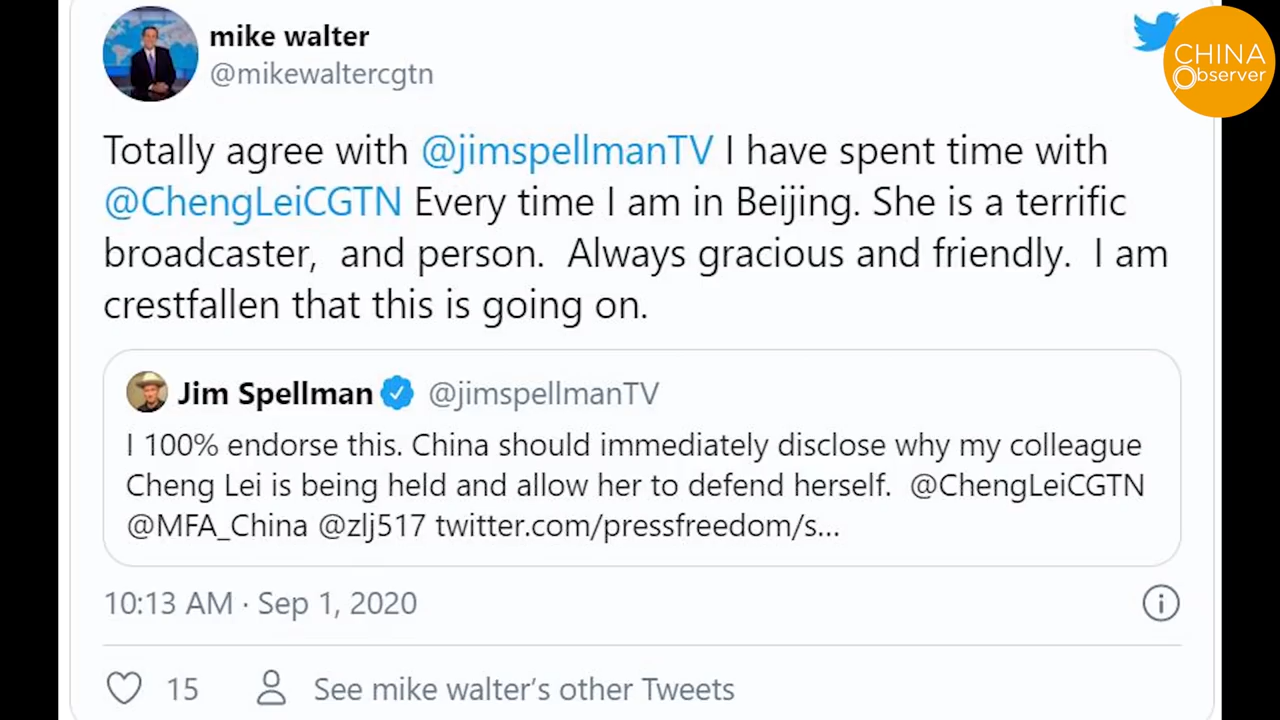 mike walter
@mikewaltercgtn
CHINA
Observer
Totally agree with @jimspellmanTV I have spent time with
@ChengLeiCGTN Every time I am in Beijing. She is a terrific
broadcaster, and person. Always gracious and friendly. I am
crestfallen that this is going on.
Jim Spellman @jimspellmanTV
I 100% endorse this. China should immediately disclose why my colleague
Cheng Lei is being held and allow her to defend herself. @ChengLeiCGTN
@MFA_China @zlj517 twitter.com/pressfreedom/s...
10:13 AM · Sep 1, 2020
15 See mike walter's other Tweets